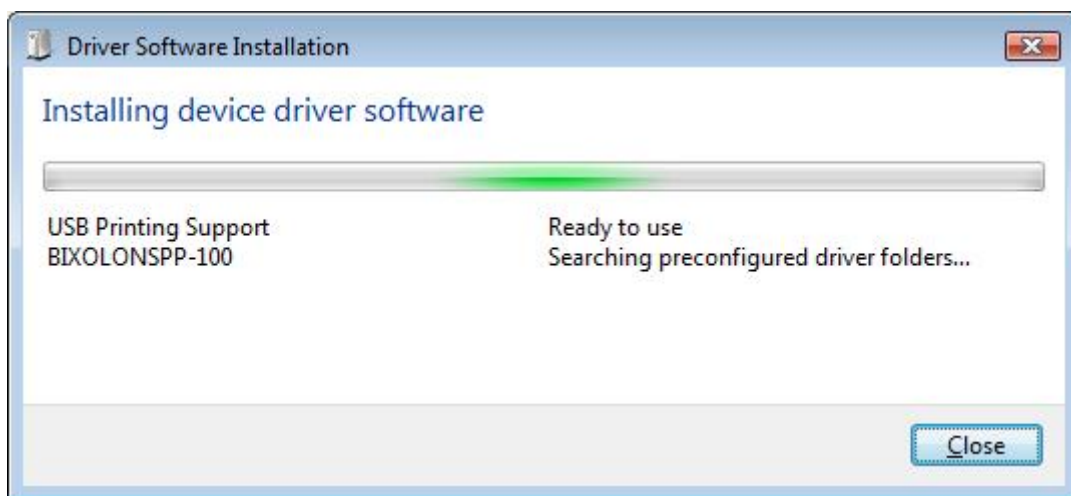 Driver Software Installation
Installing device driver software
USB Printing Support Ready to use
BIXOLONSPP-100 Searching preconfigured driver folders...
Close